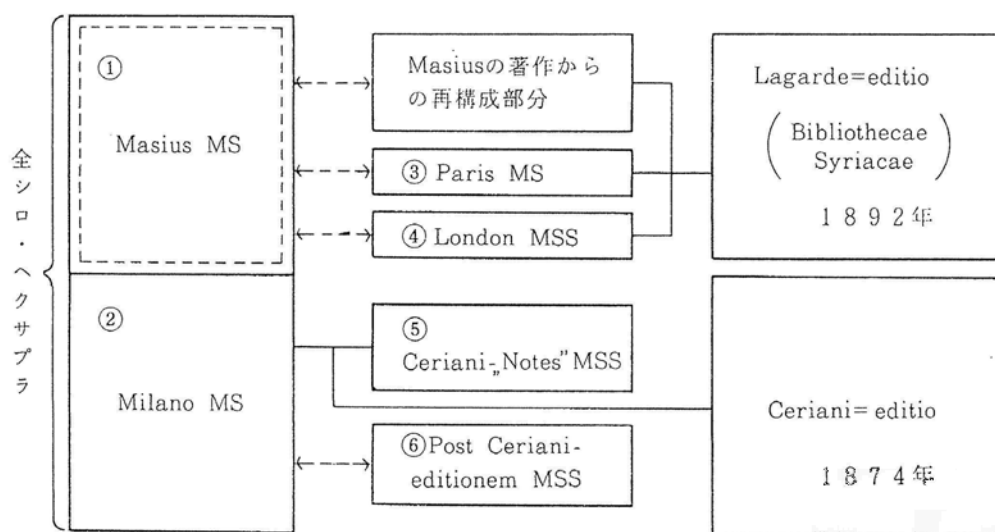 全シロ・ヘクサプラ
①
Masius MS
②
Milano MS
Masiusの著作から
の再構成部分
③ Paris MS
④ London MSS
⑤
Ceriani-„Notes” MSS
⑥Post Ceriani-
editionem MSS
Lagarde=editio
(Bibliothecae
Syriacae)
1892年
Ceriani=editio
1874年